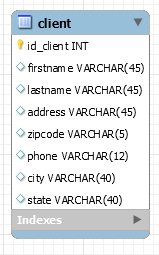 client
id_client INT
firstname VARCHAR(45)
lastname VARCHAR(45)
address VARCHAR(45)
zipcode VARCHAR(5)
phone VARCHAR(12)
city VARCHAR(40)
state VARCHAR(40)
Indexes